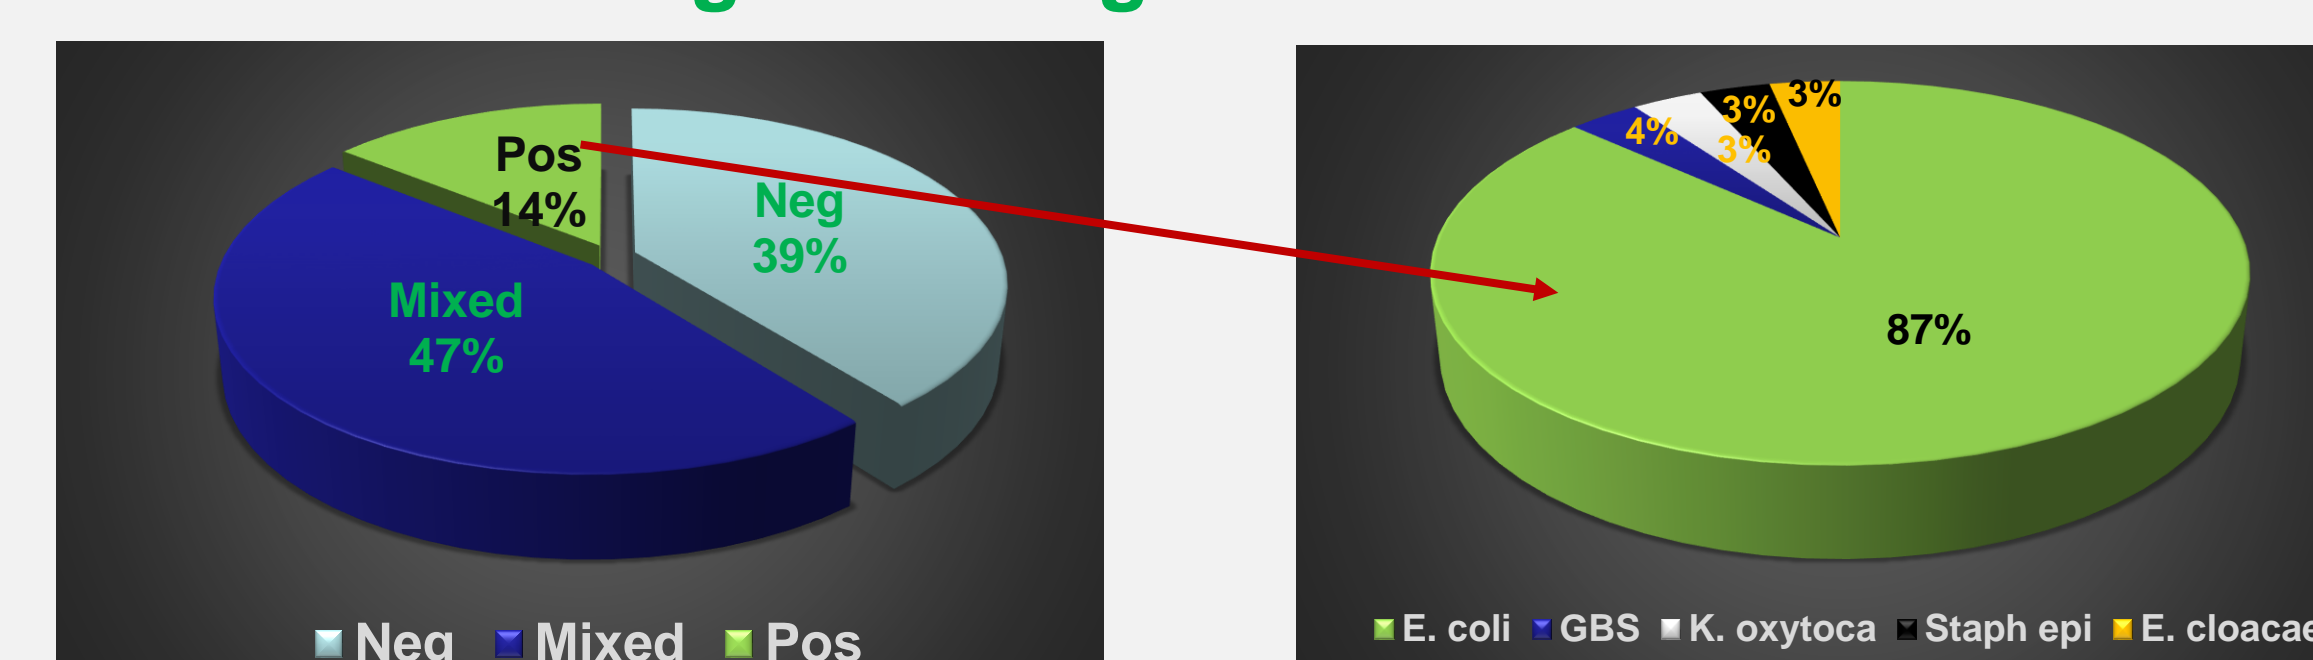 Pos
14%
Neg
39%
Mixed
47%
Neg Mixed Pos
3%
3%
4%
3%
87%
E. coli GBS K. oxytoca Staph epi E. cloacae